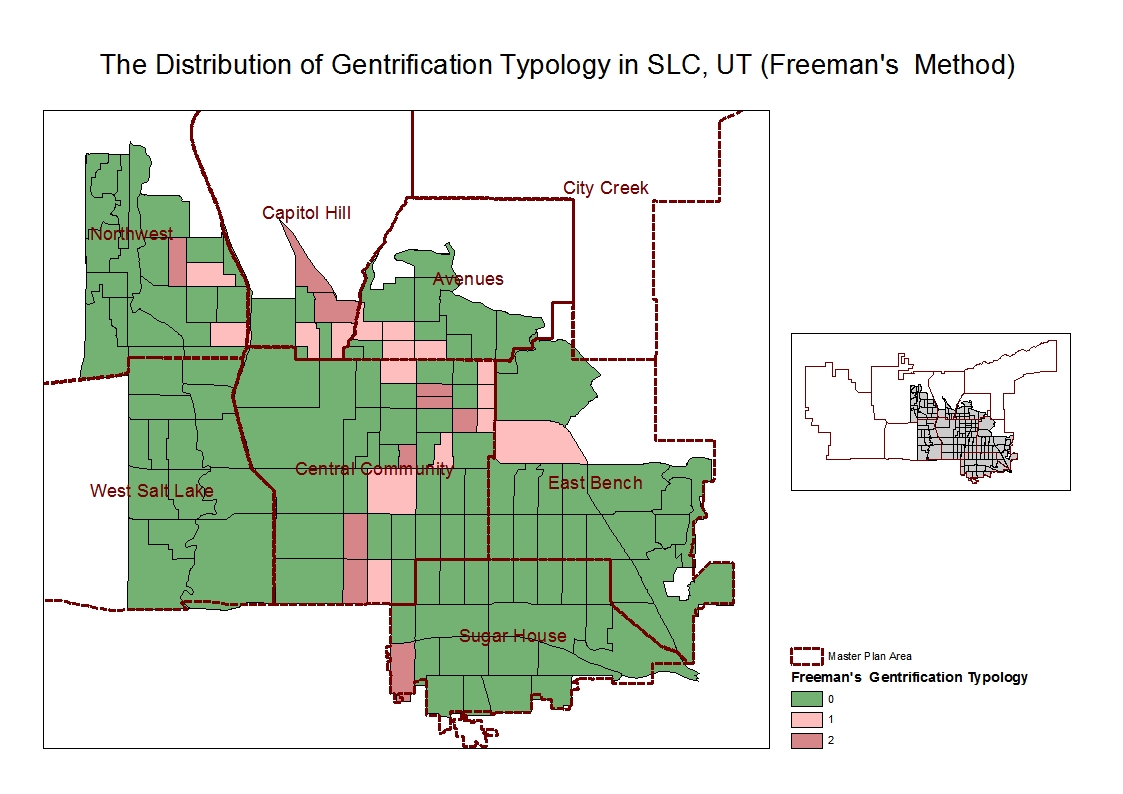 The Distribution of Gentrification Typology in SLC, UT (Freeman's  Method)
City Creek
Capitol Hill
Northwest
Avenues
Central Community
East Bench
West Salt Lake
Sugar House
Master Plan Area
Freeman's  Gentrification Typology
0
1
2